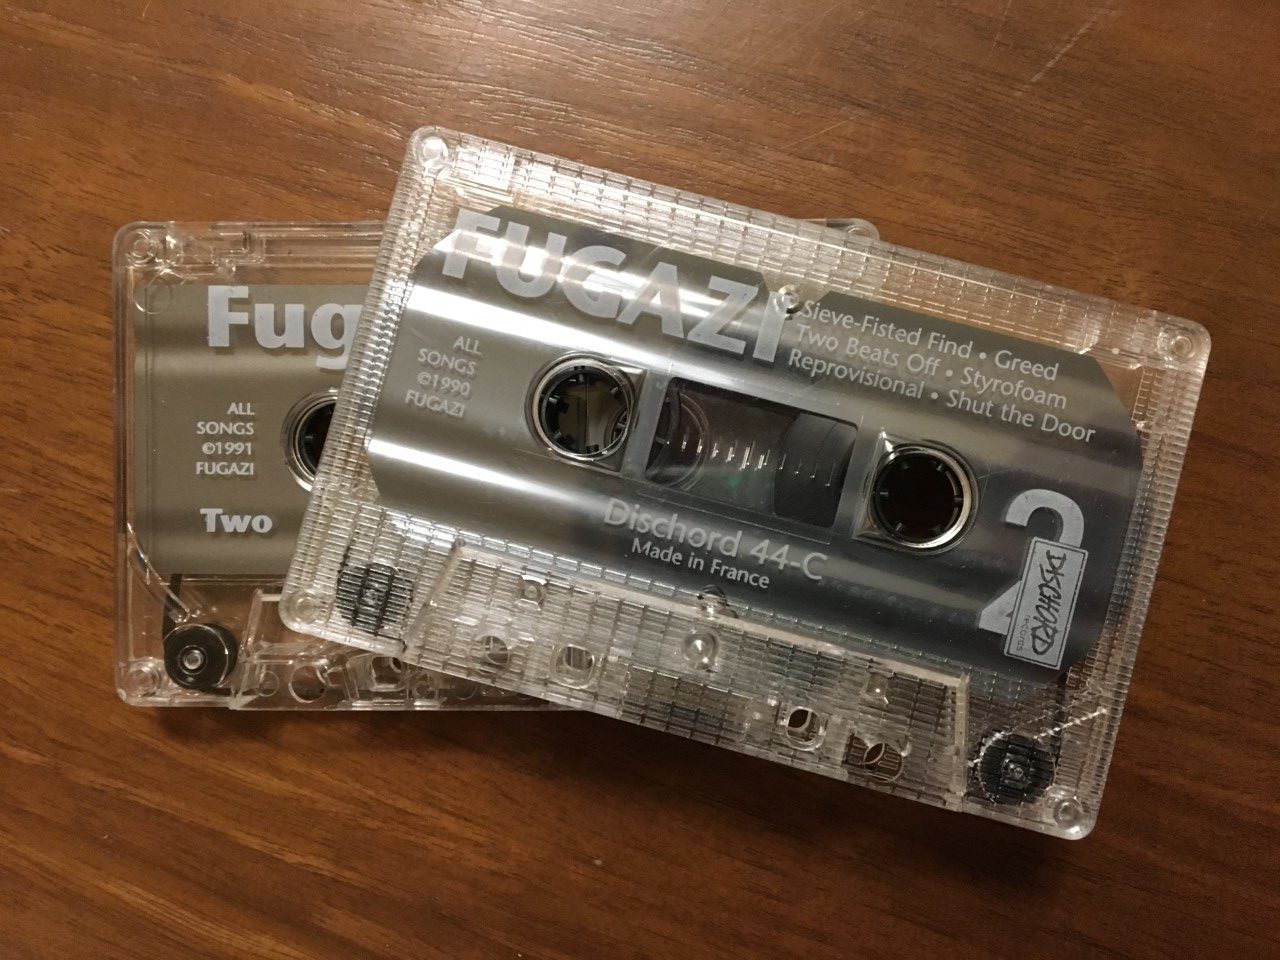 FUGAZI
Sieve-Fisted Find • Greed
Two Beats Off • Styrofoam
Reprovisional • Shut the Door
ALL
SONGS
©1990
FUGAZI
Dischord 44-C
Made in France
2
DISCHORD
records
Fug
ALL
SONGS
©1991
FUGAZI
Two